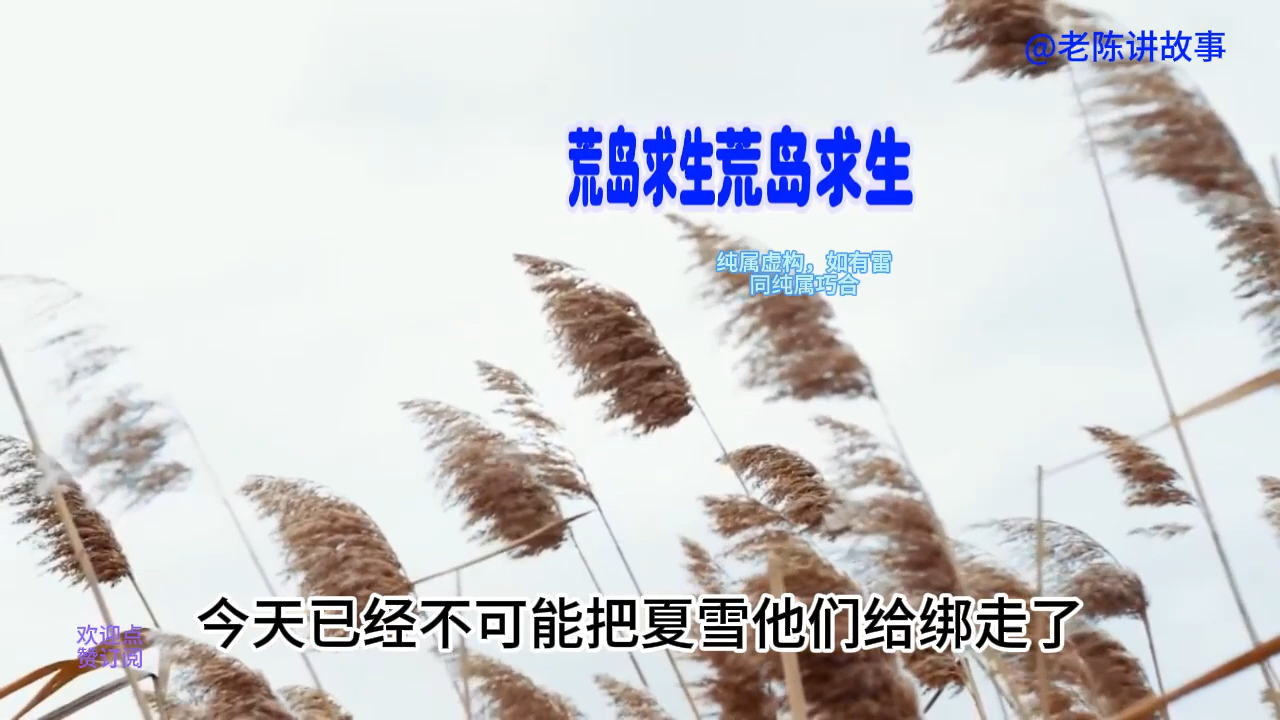 @老陈讲故事
荒岛求生荒岛求生
纯属虚构，如有雷
同纯属巧合
今天已经不可能把夏雪他们给绑走了
欢迎点
赞订阅